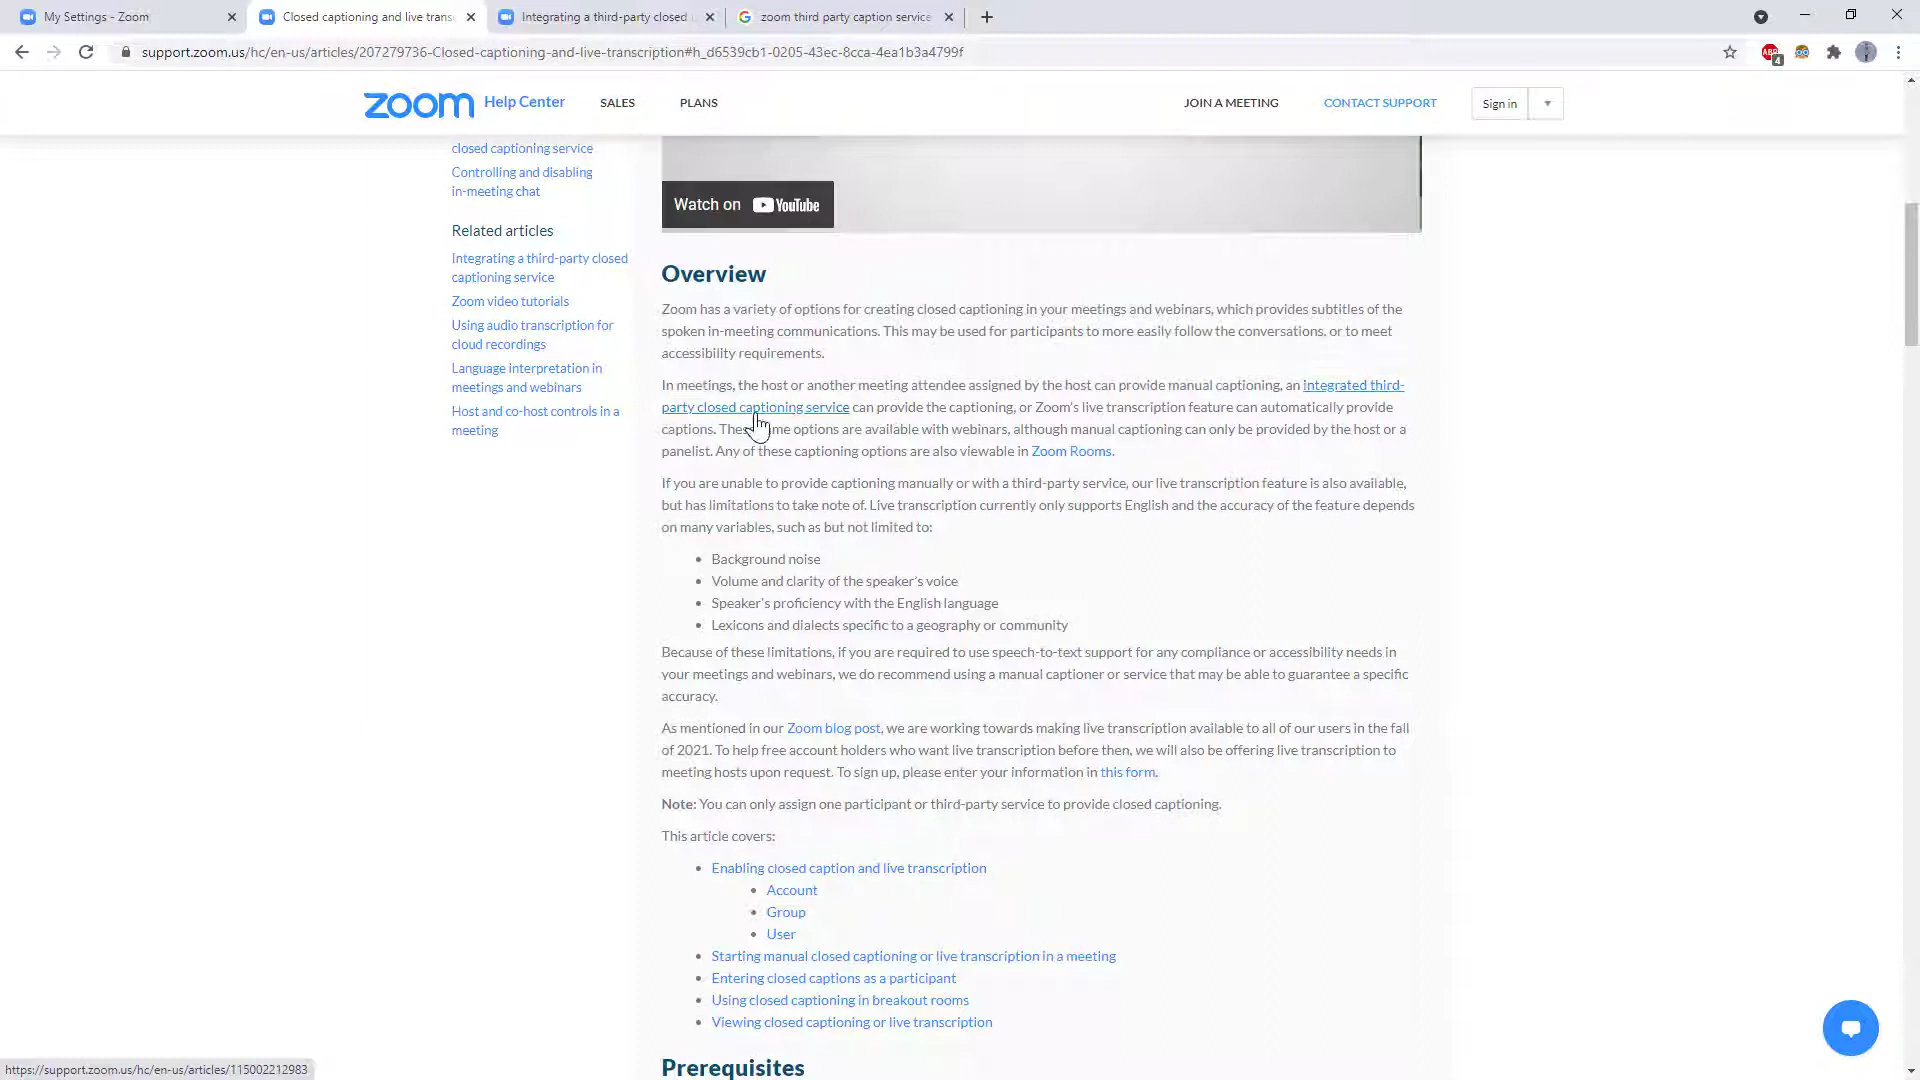 My Settings - Zoom
Closed captioning and live trans
Integrating a third-party closed
zoom third party caption service
support.zoom.us/hc/en-us/articles/207279736-Closed-captioning-and-live-transcription#h_d6539cb1-0205-43ec-8cca-4ea1b3a4799f
ABP
4
zoom Help Center SALES PLANS JOIN A MEETING CONTACT SUPPORT Sign in
closed captioning service
Controlling and disabling
in-meeting chat
Related articles
Integrating a third-party closed
captioning service
Zoom video tutorials
Using audio transcription for
cloud recordings
Language interpretation in
meetings and webinars
Host and co-host controls in a
meeting
Watch on YouTube
Overview
Zoom has a variety of options for creating closed captioning in your meetings and webinars, which provides subtitles of the
spoken in-meeting communications. This may be used for participants to more easily follow the conversations, or to meet
accessibility requirements.
In meetings, the host or another meeting attendee assigned by the host can provide manual captioning, an integrated third-
party closed captioning service can provide the captioning, or Zoom's live transcription feature can automatically provide
captions. These options are available with webinars, although manual captioning can only be provided by the host or a
panelist. Any of these captioning options are also viewable in Zoom Rooms.
If you are unable to provide captioning manually or with a third-party service, our live transcription feature is also available,
but has limitations to take note of. Live transcription currently only supports English and the accuracy of the feature depends
on many variables, such as but not limited to:
• Background noise
• Volume and clarity of the speaker's voice
• Speaker's proficiency with the English language
• Lexicons and dialects specific to a geography or community
Because of these limitations, if you are required to use speech-to-text support for any compliance or accessibility needs in
your meetings and webinars, we do recommend using a manual captioner or service that may be able to guarantee a specific
accuracy.
As mentioned in our Zoom blog post, we are working towards making live transcription available to all of our users in the fall
of 2021. To help free account holders who want live transcription before then, we will also be offering live transcription to
meeting hosts upon request. To sign up, please enter your information in this form.
Note: You can only assign one participant or third-party service to provide closed captioning.
This article covers:
• Enabling closed caption and live transcription
• Account
• Group
• User
• Starting manual closed captioning or live transcription in a meeting
• Entering closed captions as a participant
• Using closed captioning in breakout rooms
• Viewing closed captioning or live transcription
Prerequisites
https://support.zoom.us/hc/en-us/articles/115002212983